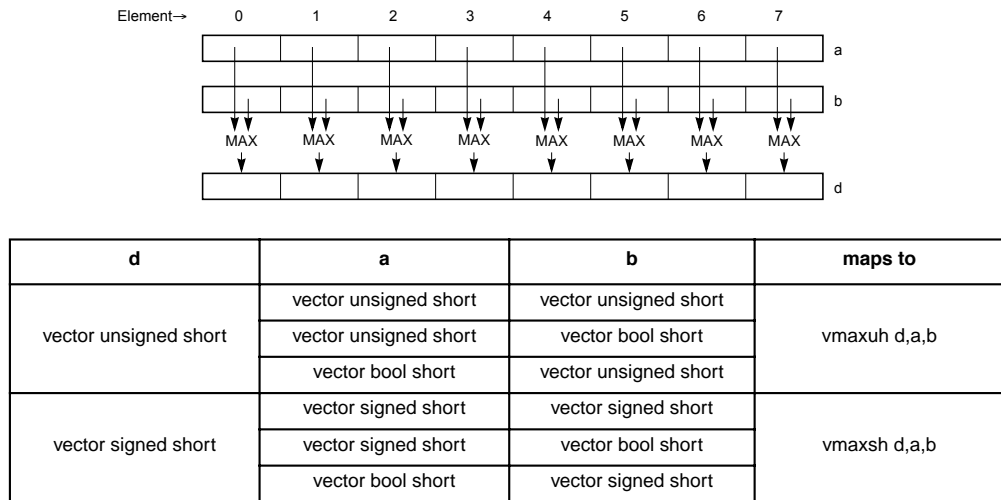 Element→ 0 1 2 3 4 5 6 7
a
b
MAX MAX MAX MAX MAX MAX MAX MAX
d
d a b maps to
vector unsigned short vector unsigned short
vector unsigned short vector unsigned short vector bool short vmaxuh d,a,b
vector bool short vector unsigned short
vector signed short vector signed short
vector signed short vector signed short vector bool short vmaxsh d,a,b
vector bool short vector signed short